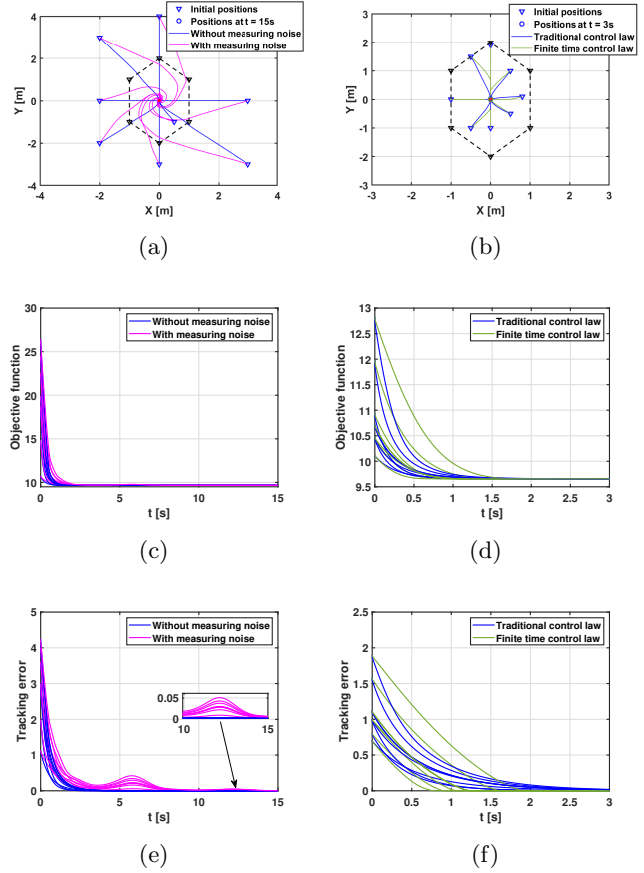 Initial positions
Positions at t = 15s
Without measuring noise
With measuring noise
4
2
0
-2
-4
Y [m]
-4 -2 0 2 4
X [m]
(a)
Initial positions
Positions at t = 3s
Traditional control law
Finite time control law
3
2
1
0
-1
-2
-3
Y [m]
-3 -2 -1 0 1 2 3
X [m]
(b)
30
25
20
15
10
Objective function
Without measuring noise
With measuring noise
0 5 10 15
t [s]
(c)
13
12.5
12
11.5
11
10.5
10
9.5
Objective function
Traditional control law
Finite time control law
0 0.5 1 1.5 2 2.5 3
t [s]
(d)
5
4
3
2
1
0
Tracking error
Without measuring noise
With measuring noise
0.05
0
10 15
0 5 10 15
t [s]
(e)
2.5
2
1.5
1
0.5
0
Tracking error
Traditional control law
Finite time control law
0 0.5 1 1.5 2 2.5 3
t [s]
(f)